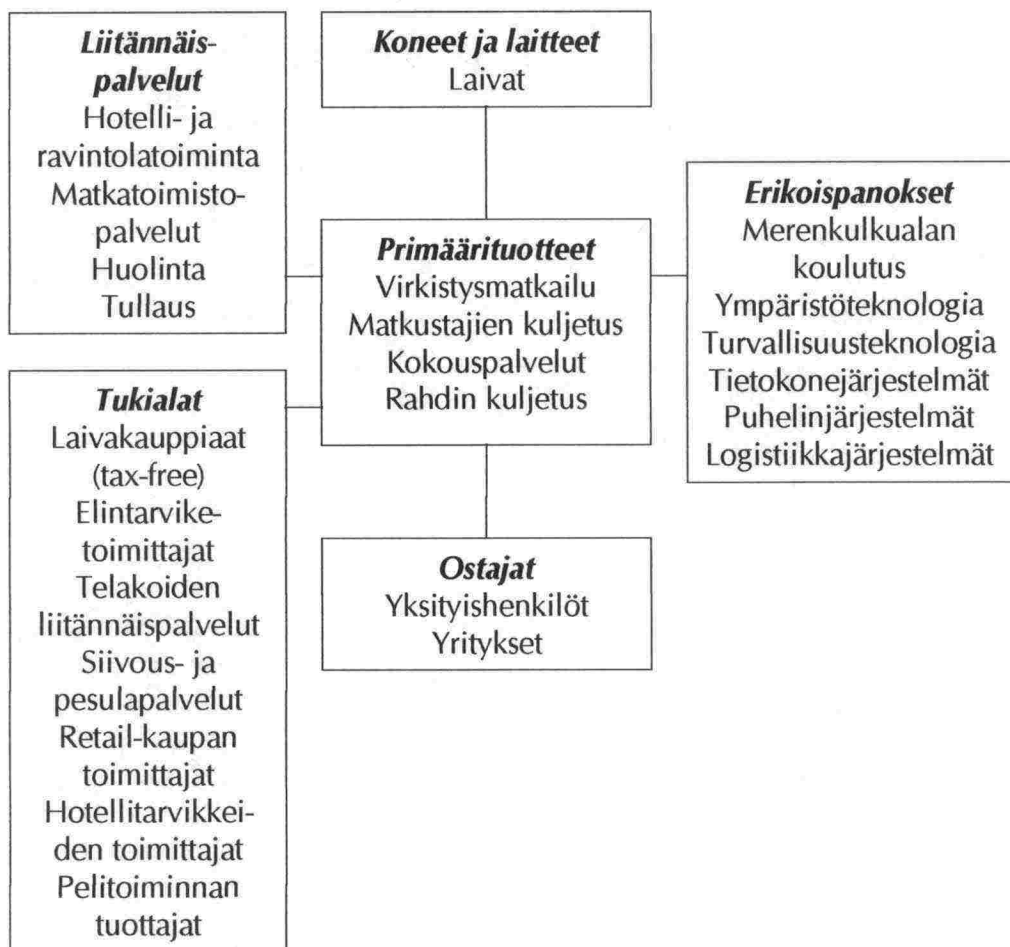 Liitännäis-
palvelut
Hotelli- ja
ravintolatoiminta
Matkatoimisto-
palvelut
Huolinta
Tullaus
Koneet ja laitteet
Laivat
Primäärituotteet
Virkistysmatkailu
Matkustajien kuljetus
Kokouspalvelut
Rahdin kuljetus
Erikoispanokset
Merenkulkualan
koulutus
Ympäristöteknologia
Turvallisuusteknologia
Tietokonejärjestelmät
Puhelinjärjestelmät
Logistiikkajärjestelmät
Tukialat
Laivakauppiaat
(tax-free)
Elintarvike-
toimittajat
Telakoiden
liitännäispalvelut
Siivous- ja
pesulapalvelut
Retail-kaupan
toimittajat
Hotellitarvikkei-
den toimittajat
Pelitoiminnan
tuottajat
Ostajat
Yksityishenkilöt
Yritykset